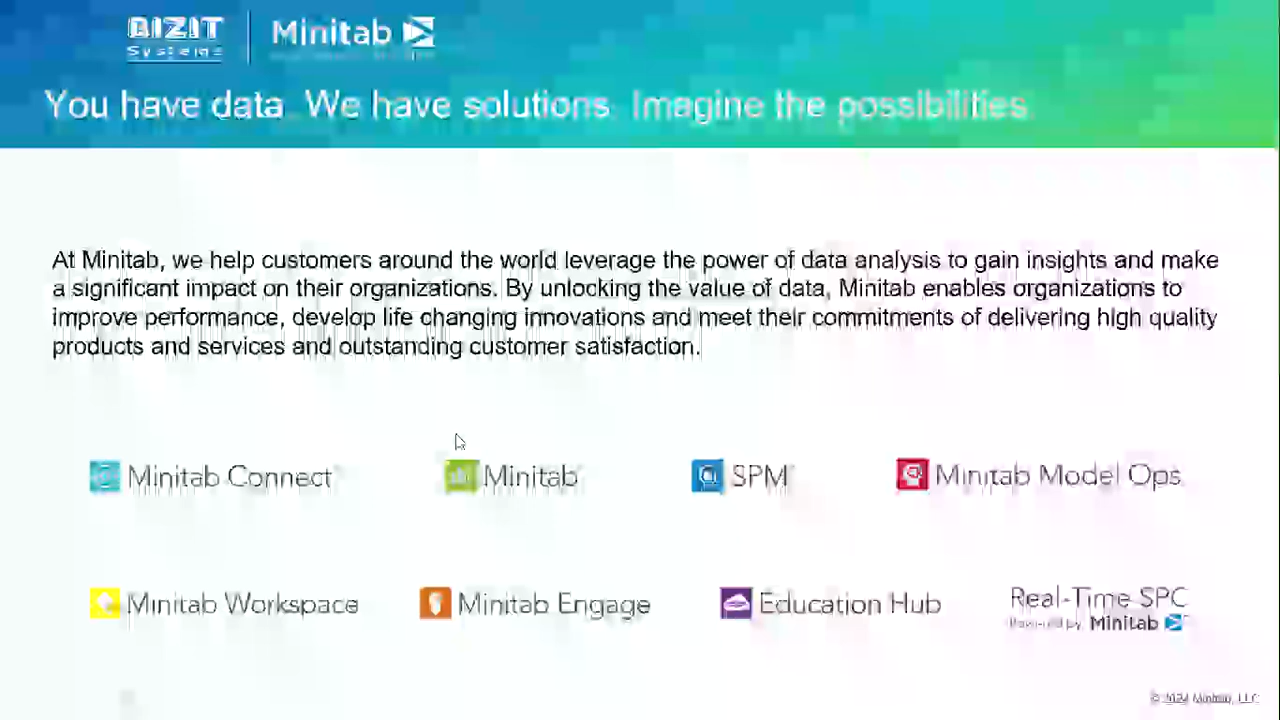 BIZIT
Systems
Minitab
You have data. We have solutions. Imagine the possibilities.
At Minitab, we help customers around the world leverage the power of data analysis to gain insights and make
a significant impact on their organizations. By unlocking the value of data, Minitab enables organizations to
improve performance, develop life changing innovations and meet their commitments of delivering high quality
products and services and outstanding customer satisfaction.
Minitab Connect
Minitab
SPM
Minitab Model Ops
Minitab Workspace
Minitab Engage
Education Hub
Real-Time SPC
Powered by Minitab
© 2024 Minitab, LLC